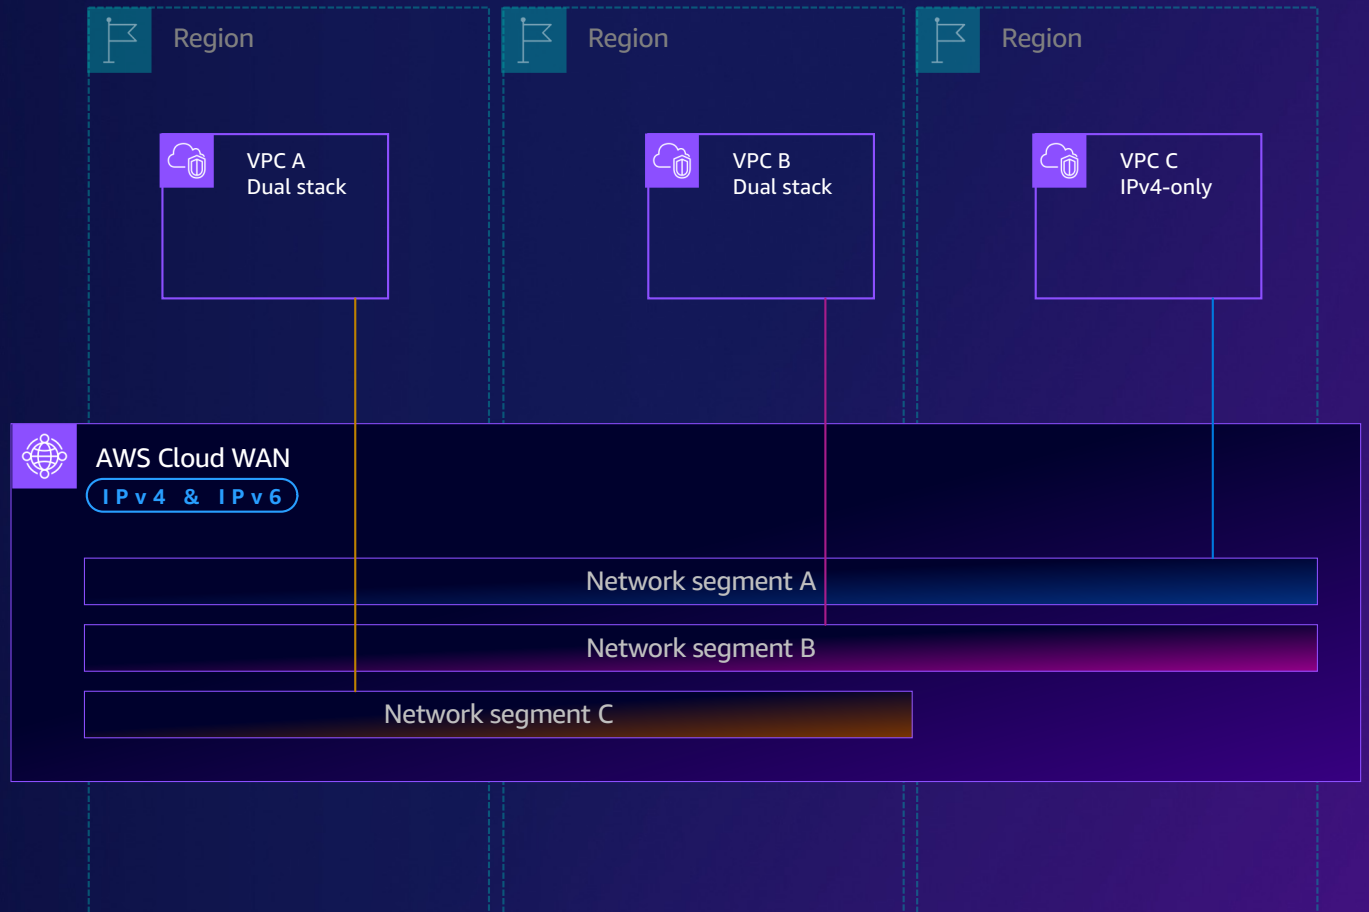 Region
Region
Region
VPC A
Dual stack
VPC B
Dual stack
VPC C
IPv4-only
AWS Cloud WAN
IPv4 & IPv6
Network segment A
Network segment B
Network segment C